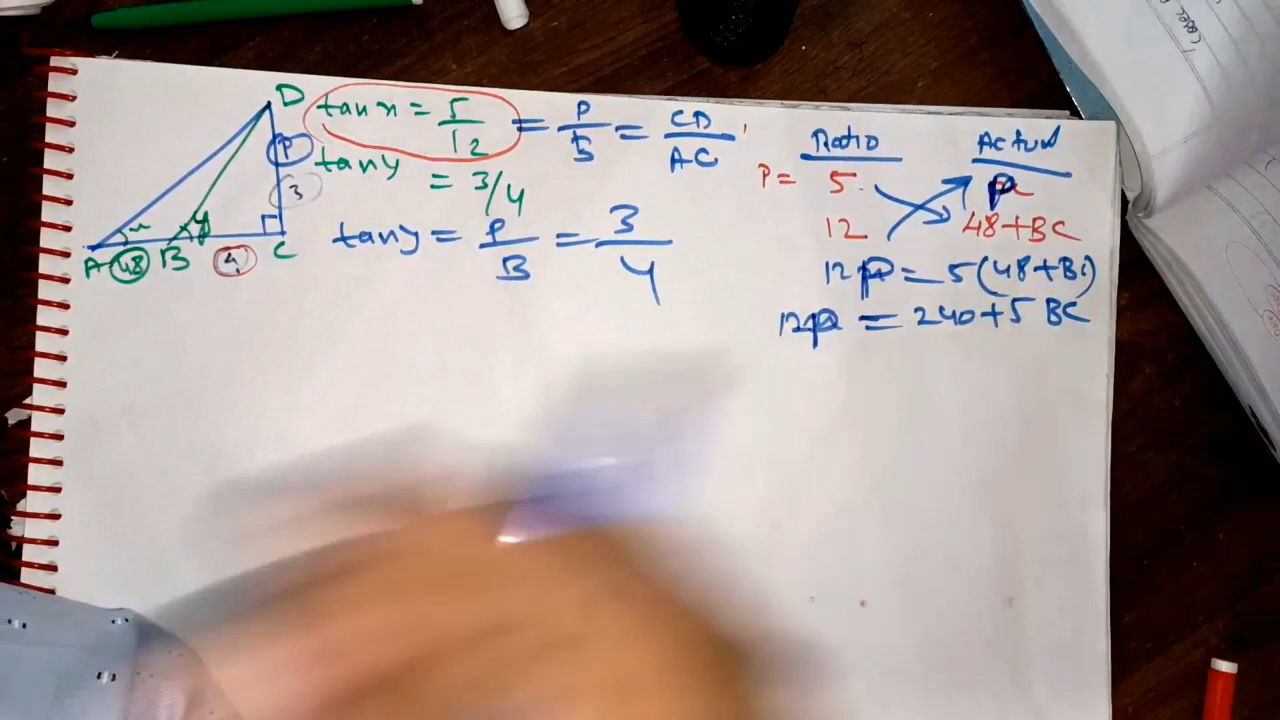 D
P
3
x
y
A 48 B 4 C
tan x = 5/12 = P/B = CD/AC
tan y = 3/4
tan y = P/B = 3/4
Ratio Actual
P = 5. p
12 48+BC
12p = 5(48+BC)
12p = 240+5 BC